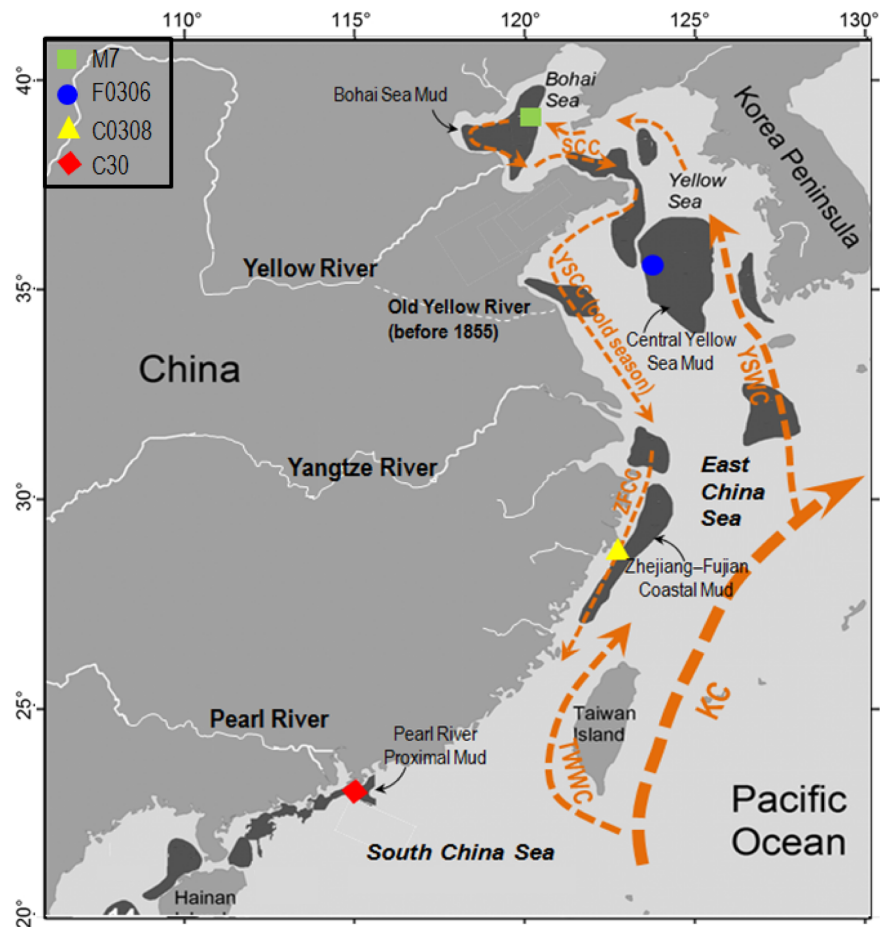 110° 115° 120° 125° 130°
40°
35°
30°
25°
20°
M7
F0306
C0308
C30
Bohai Sea Mud
Bohai
Sea
SCC
Korea Peninsula
Yellow
Sea
Yellow River
Old Yellow River
(before 1855)
YSCC (cold season)
Central Yellow
Sea Mud
YSWC
China
Yangtze River
East
China
Sea
ZFCC
Zhejiang–Fujian
Coastal Mud
KC
Pearl River
Pearl River
Proximal Mud
Taiwan
Island
TWWC
Pacific
Ocean
South China Sea
Hainan